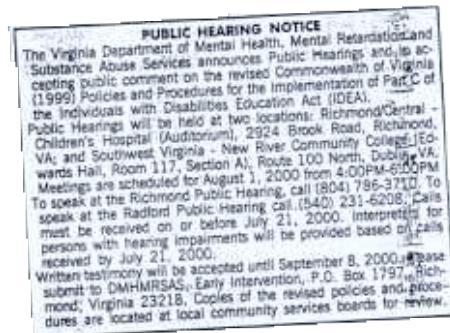 PUBLIC HEARING NOTICE
The Virginia Department of Mental Health, Mental Retardation and
Substance Abuse Services announces Public Hearings and is ac-
cepting public comment on the revised Commonwealth of Virginia
(1999) Policies and Procedures for the Implementation of Part C of
the Individuals with Disabilities Education Act (IDEA).
Public Hearings will be held at two locations: Richmond/Central -
Children's Hospital (Auditorium), 2924 Brook Road, Richmond,
VA; and Southwest Virginia - New River Community College (Ed-
wards Hall, Room 117, Section A), Route 100 North, Dublin, VA.
Meetings are scheduled for August 1, 2000 from 4:00PM-6:00PM
To speak at the Richmond Public Hearing, call (804) 786-3710. To
speak at the Radford Public Hearing call (540) 231-6208. Calls
must be received on or before July 21, 2000. Interpreters for
persons with hearing impairments will be provided based on calls
received by July 21, 2000.
Written testimony will be accepted until September 8, 2000. Please
submit to DMHMRSAS, Early Intervention, P.O. Box 1797, Rich-
mond, Virginia 23218, Copies of the revised policies and proce-
dures are located at local community services boards for review.